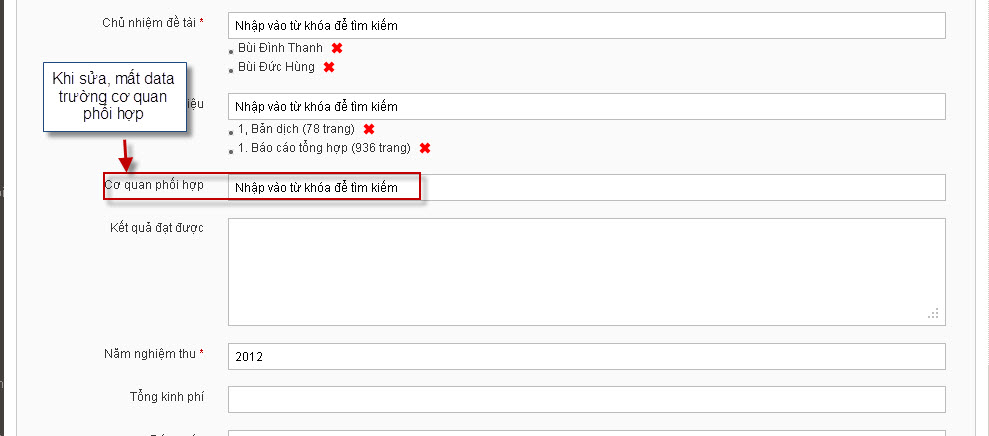 Chủ nhiệm đề tài * Nhập vào từ khóa để tìm kiếm
Bùi Đình Thanh
Bùi Đức Hùng
Khi sửa, mất data
trường cơ quan
phối hợp
iệu Nhập vào từ khóa để tìm kiếm
1, Bản dịch (78 trang)
1. Báo cáo tổng hợp (936 trang)
Cơ quan phối hợp Nhập vào từ khóa để tìm kiếm
Kết quả đạt được
Năm nghiệm thu * 2012
Tổng kinh phí